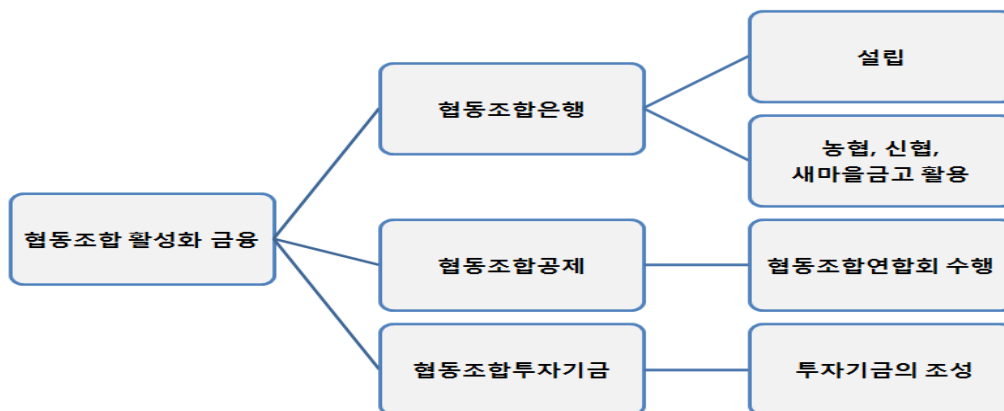 설립
협동조합은행
농협, 신협,
새마을금고 활용
협동조합 활성화 금융
협동조합공제
협동조합연합회 수행
협동조합투자기금
투자기금의 조성